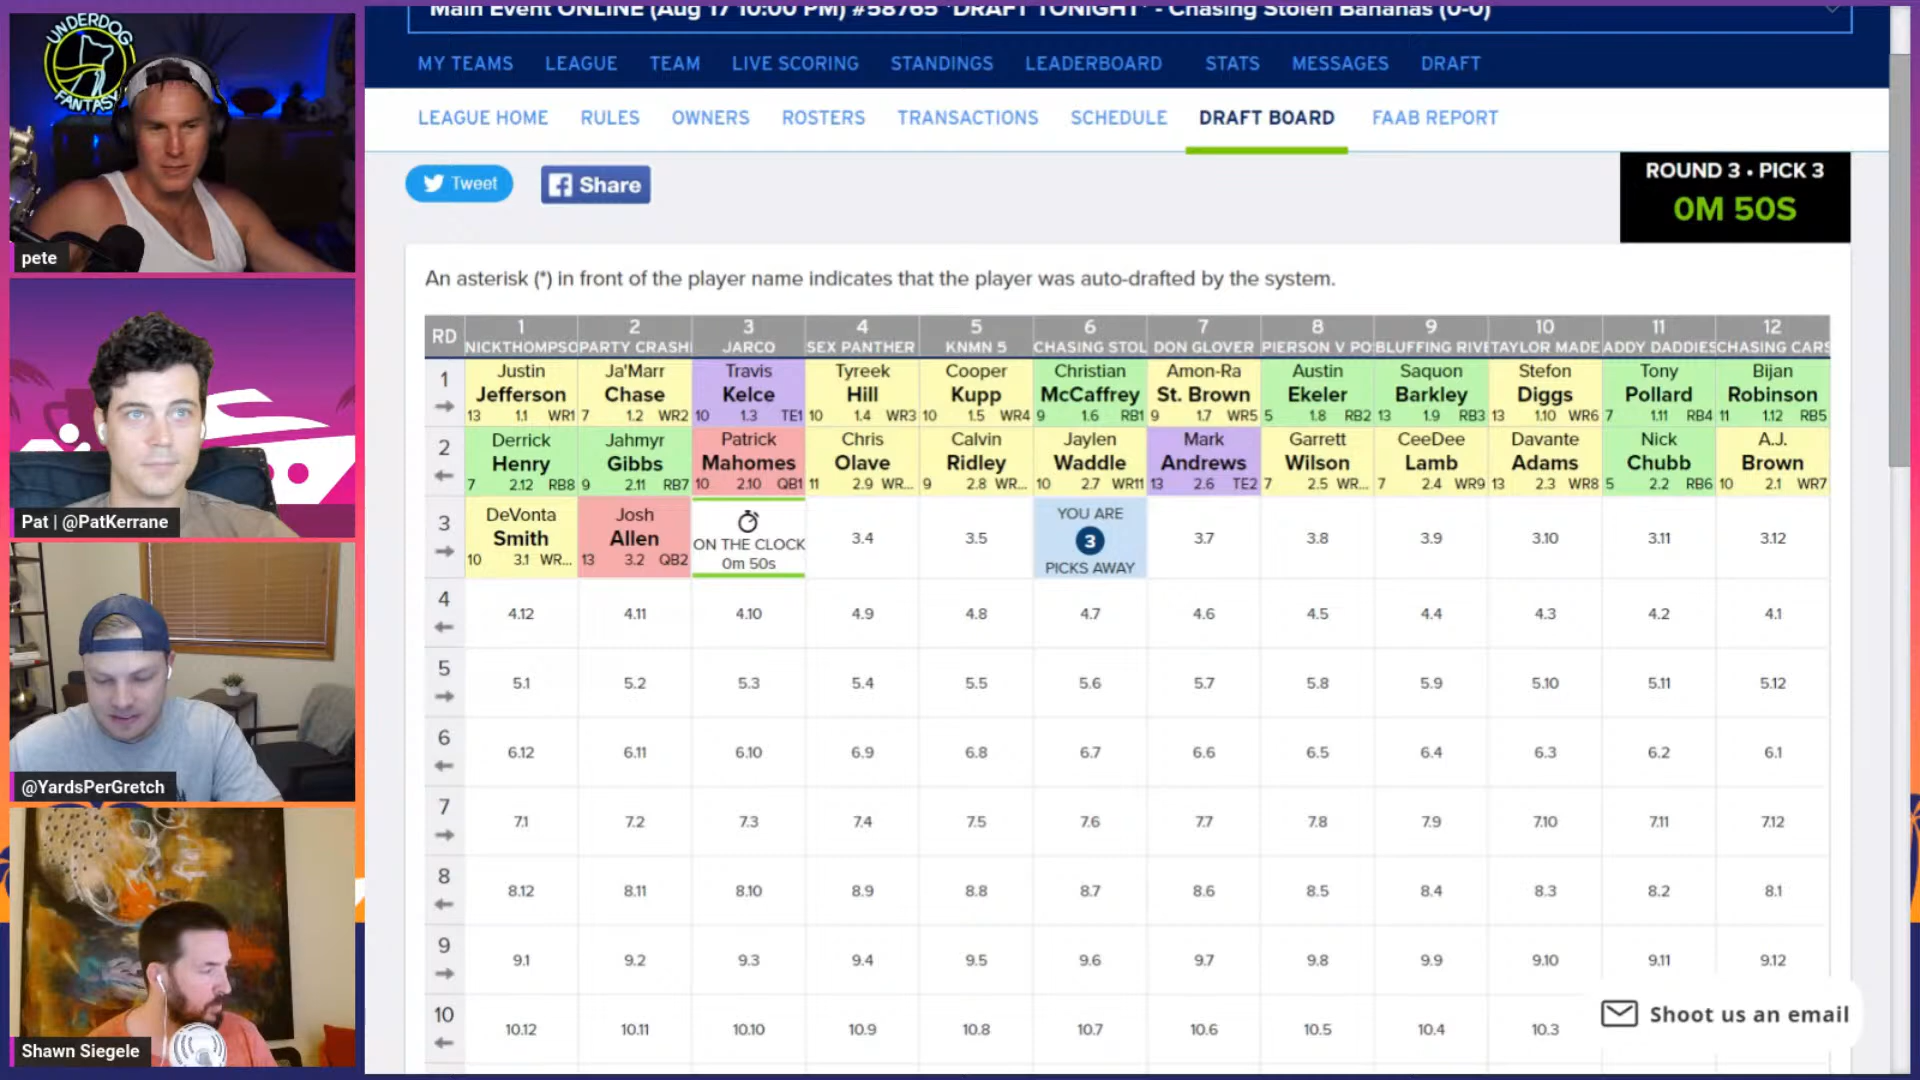 UNDERDOG
FANTASY
pete
Pat | @PatKerrane
@YardsPerGretch
Shawn Siegele
Main Event ONLINE (Aug 17 10:00 PM) #58765 *DRAFT TONIGHT* - Chasing Stolen Bananas (0-0)
MY TEAMS LEAGUE TEAM LIVE SCORING STANDINGS LEADERBOARD STATS MESSAGES DRAFT
LEAGUE HOME RULES OWNERS ROSTERS TRANSACTIONS SCHEDULE DRAFT BOARD FAAB REPORT
Tweet Share
ROUND 3 • PICK 3
0M 50S
An asterisk (*) in front of the player name indicates that the player was auto-drafted by the system.
RD 1 2 3 4 5 6 7 8 9 10 11 12
NICKTHOMPSO PARTY CRASH JARCO SEX PANTHER KNMN 5 CHASING STOL DON GLOVER PIERSON V PO BLUFFING RIVE TAYLOR MADE ADDY DADDIES CHASING CARS
1 Justin Ja'Marr Travis Tyreek Cooper Christian Amon-Ra Austin Saquon Stefon Tony Bijan
Jefferson Chase Kelce Hill Kupp McCaffrey St. Brown Ekeler Barkley Diggs Pollard Robinson
13 1.1 WR1 7 1.2 WR2 10 1.3 TE1 10 1.4 WR3 10 1.5 WR4 9 1.6 RB1 9 1.7 WR5 5 1.8 RB2 13 1.9 RB3 13 1.10 WR6 7 1.11 RB4 11 1.12 RB5
2 Derrick Jahmyr Patrick Chris Calvin Jaylen Mark Garrett CeeDee Davante Nick A.J.
Henry Gibbs Mahomes Olave Ridley Waddle Andrews Wilson Lamb Adams Chubb Brown
7 2.12 RB8 9 2.11 RB7 10 2.10 QB1 11 2.9 WR... 9 2.8 WR... 10 2.7 WR11 13 2.6 TE2 7 2.5 WR... 7 2.4 WR9 13 2.3 WR8 5 2.2 RB6 10 2.1 WR7
3 DeVonta Josh YOU ARE
Smith Allen ON THE CLOCK 3.4 3.5 3 3.7 3.8 3.9 3.10 3.11 3.12
10 3.1 WR... 13 3.2 QB2 0m 50s PICKS AWAY
4 4.12 4.11 4.10 4.9 4.8 4.7 4.6 4.5 4.4 4.3 4.2 4.1
5 5.1 5.2 5.3 5.4 5.5 5.6 5.7 5.8 5.9 5.10 5.11 5.12
6 6.12 6.11 6.10 6.9 6.8 6.7 6.6 6.5 6.4 6.3 6.2 6.1
7 7.1 7.2 7.3 7.4 7.5 7.6 7.7 7.8 7.9 7.10 7.11 7.12
8 8.12 8.11 8.10 8.9 8.8 8.7 8.6 8.5 8.4 8.3 8.2 8.1
9 9.1 9.2 9.3 9.4 9.5 9.6 9.7 9.8 9.9 9.10 9.11 9.12
10 10.12 10.11 10.10 10.9 10.8 10.7 10.6 10.5 10.4 10.3
Shoot us an email